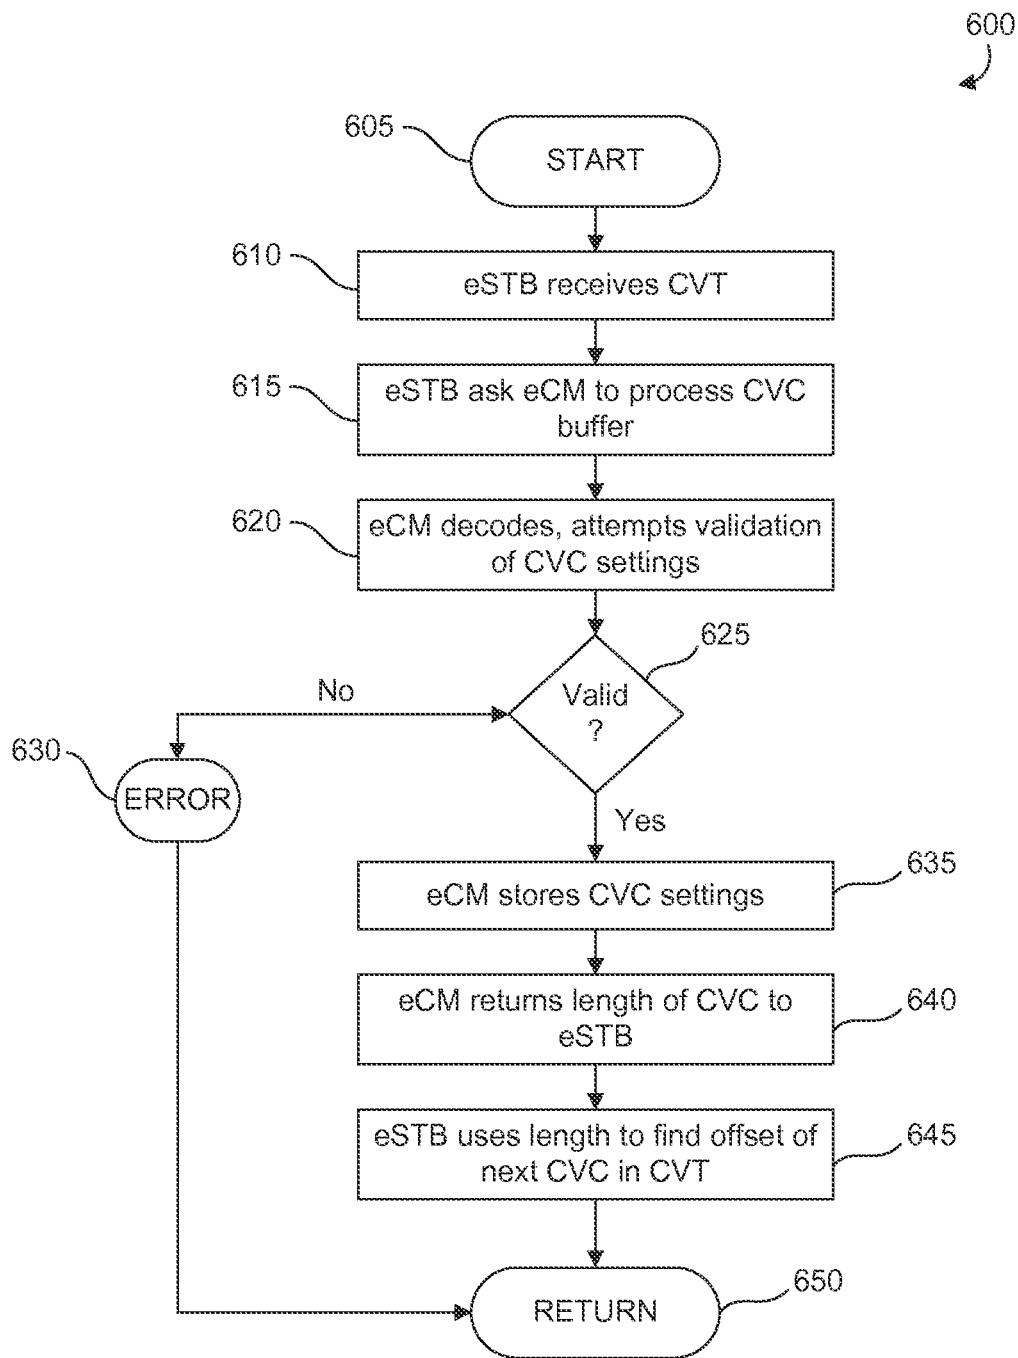 600
605
START
610
eSTB receives CVT
615
eSTB ask eCM to process CVC
buffer
620
eCM decodes, attempts validation
of CVC settings
625
Valid
?
No
630
ERROR
Yes
635
eCM stores CVC settings
eCM returns length of CVC to
eSTB
640
eSTB uses length to find offset of
next CVC in CVT
645
650
RETURN